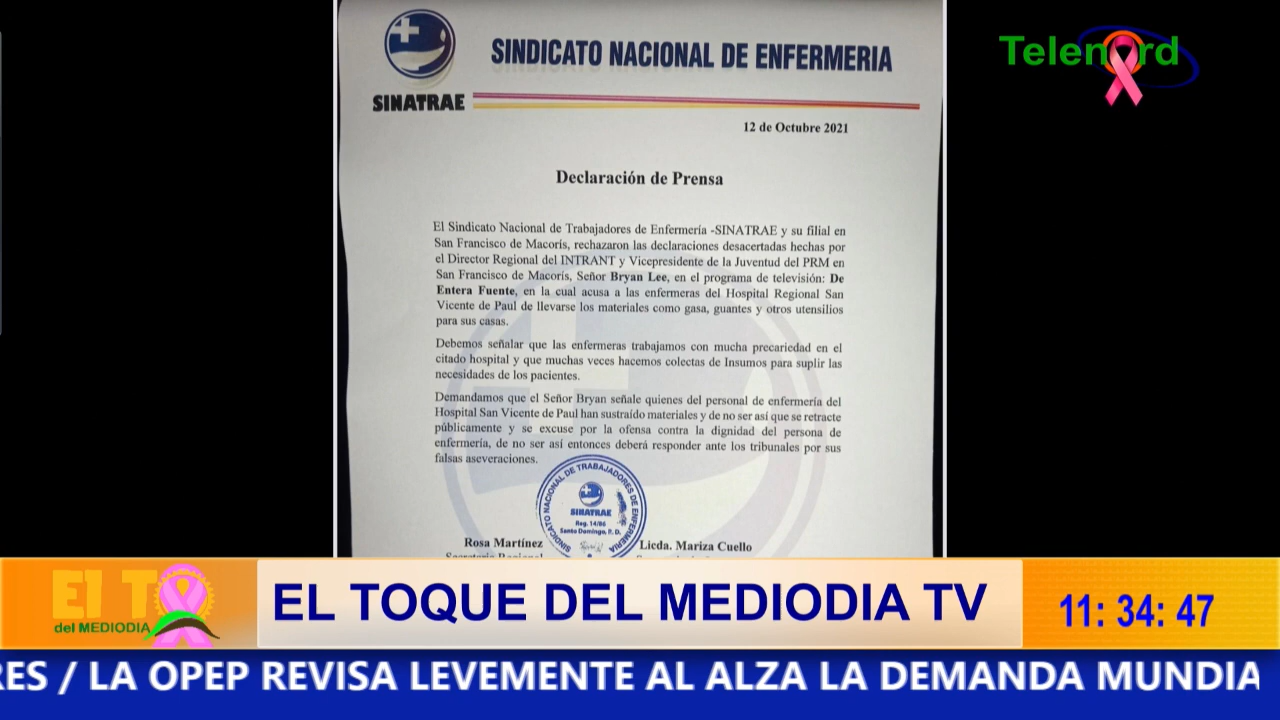 SINDICATO NACIONAL DE ENFERMERIA
SINATRAE
Telenord
12 de Octubre 2021
Declaración de Prensa
El Sindicato Nacional de Trabajadores de Enfermería -SINATRAE y su filial en
San Francisco de Macorís, rechazaron las declaraciones desacertadas hechas por
el Director Regional del INTRANT y Vicepresidente de la Juventud del PRM en
San Francisco de Macorís, Señor Bryan Lee, en el programa de televisión: De
Entera Fuente, en la cual acusa a las enfermeras del Hospital Regional San
Vicente de Paul de llevarse los materiales como gasa, guantes y otros utensilios
para sus casas.
Debemos señalar que las enfermeras trabajamos con mucha precariedad en el
citado hospital y que muchas veces hacemos colectas de Insumos para suplir las
necesidades de los pacientes.
Demandamos que el Señor Bryan señale quienes del personal de enfermería del
Hospital San Vicente de Paul han sustraído materiales y de no ser así que se retracte
públicamente y se excuse por la ofensa contra la dignidad del persona de
enfermería, de no ser así entonces deberá responder ante los tribunales por sus
falsas aseveraciones.
SINDICATO NACIONAL DE TRABAJADORES DE ENFERMERIA
SINATRAE
Reg. 14/86
Santo Domingo, R. D.
Rosa Martínez
Licda. Mariza Cuello
El T
del MEDIODIA
EL TOQUE DEL MEDIODIA TV
11: 34: 47
RES / LA OPEP REVISA LEVEMENTE AL ALZA LA DEMANDA MUNDIA